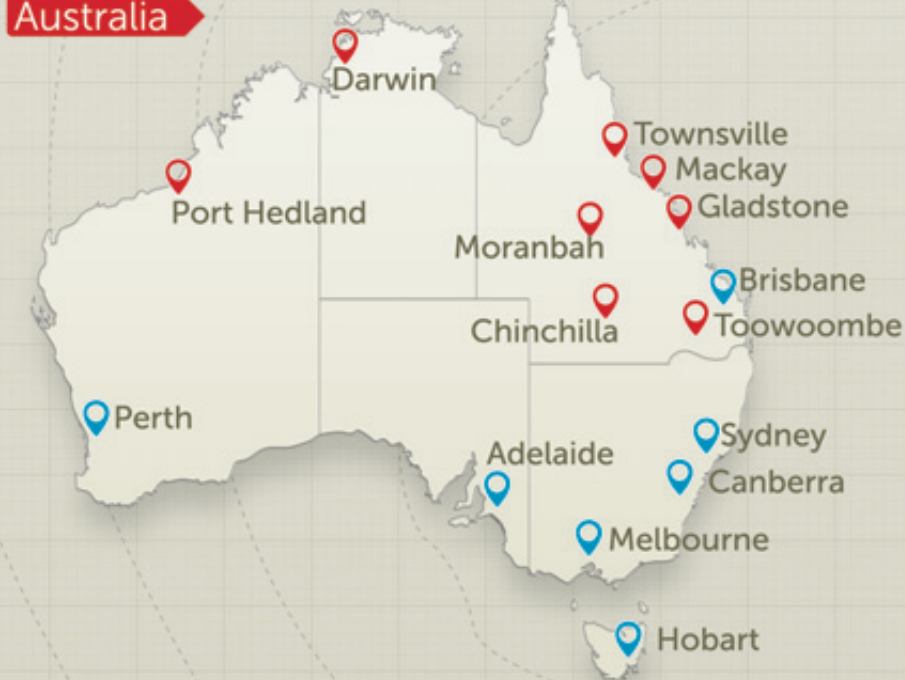 Australia
Darwin
Townsville
Mackay
Port Hedland
Gladstone
Moranbah
Brisbane
Chinchilla
Toowoombe
Perth
Sydney
Adelaide
Canberra
Melbourne
Hobart